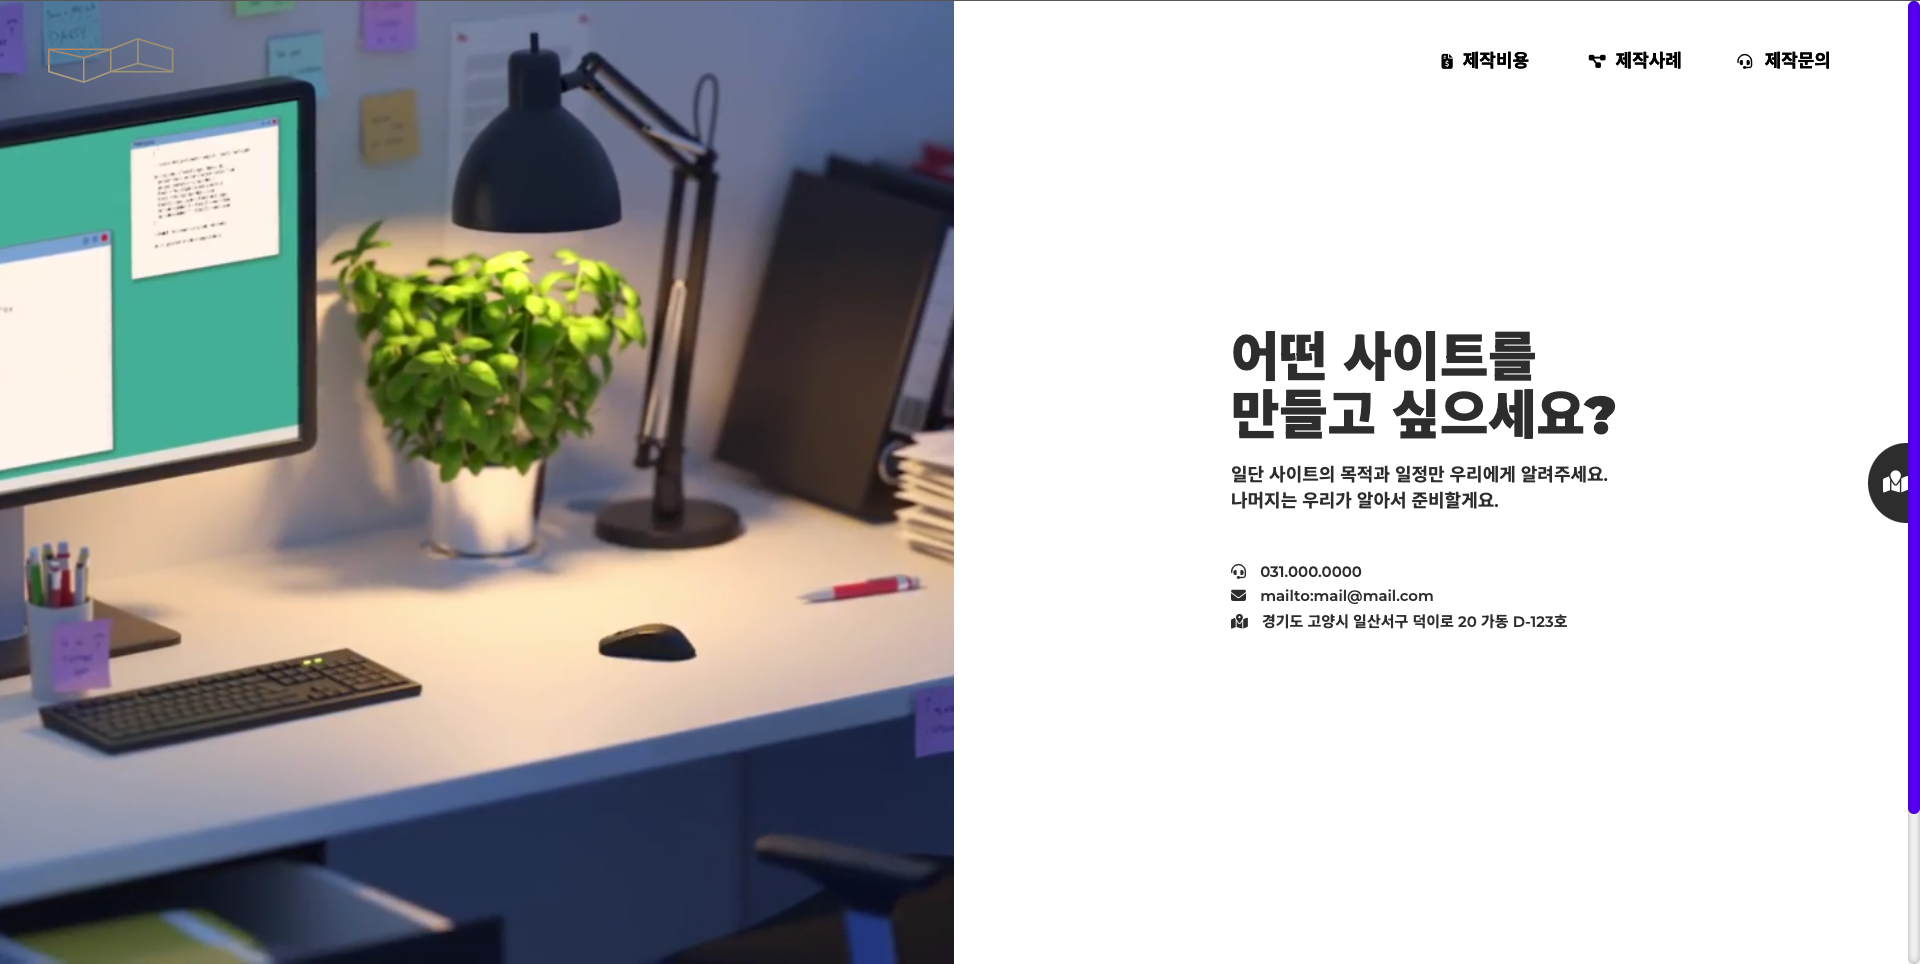 제작비용
제작사례
제작문의
어떤 사이트를
만들고 싶으세요?
일단 사이트의 목적과 일정만 우리에게 알려주세요.
나머지는 우리가 알아서 준비할게요.
031.000.0000
mailto:mail@mail.com
경기도 고양시 일산서구 덕이로 20 가동 D-123호